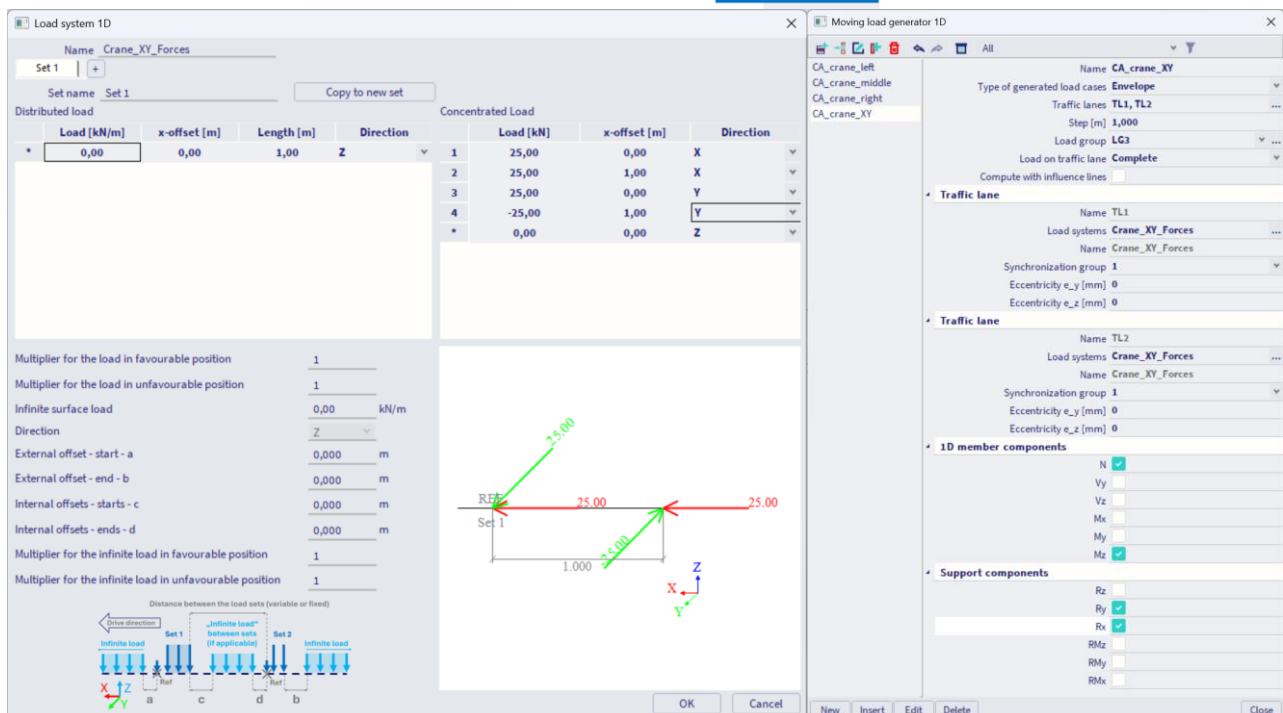 Load system 1D
Name Crane_XY_Forces
Set 1 +
Set name Set 1 Copy to new set
Distributed load
Load [kN/m] x-offset [m] Length [m] Direction
* 0,00 0,00 1,00 Z
Concentrated Load
Load [kN] x-offset [m] Direction
1 25,00 0,00 X
2 25,00 1,00 X
3 25,00 0,00 Y
4 -25,00 1,00 Y
* 0,00 0,00 Z
Multiplier for the load in favourable position 1
Multiplier for the load in unfavourable position 1
Infinite surface load 0,00 kN/m
Direction Z
External offset - start - a 0,000 m
External offset - end - b 0,000 m
Internal offsets - starts - c 0,000 m
Internal offsets - ends - d 0,000 m
Multiplier for the infinite load in favourable position 1
Multiplier for the infinite load in unfavourable position 1
Distance between the load sets (variable or fixed)
Drive direction
„Infinite load"
between sets
(if applicable)
Set 1
Set 2
Infinite load
Infinite load
Ref
Ref
X Z
Y
a c d b
25.00
REF
25.00
25.00
Set 1
25.00
1.000
Z
X
Y
OK Cancel
Moving load generator 1D
All
CA_crane_left
CA_crane_middle
CA_crane_right
CA_crane_XY
Name CA_crane_XY
Type of generated load cases Envelope
Traffic lanes TL1, TL2 ...
Step [m] 1,000
Load group LG3 ...
Load on traffic lane Complete
Compute with influence lines
Traffic lane
Name TL1
Load systems Crane_XY_Forces ...
Name Crane_XY_Forces
Synchronization group 1
Eccentricity e_y [mm] 0
Eccentricity e_z [mm] 0
Traffic lane
Name TL2
Load systems Crane_XY_Forces ...
Name Crane_XY_Forces
Synchronization group 1
Eccentricity e_y [mm] 0
Eccentricity e_z [mm] 0
1D member components
N
Vy
Vz
Mx
My
Mz
Support components
Rz
Ry
Rx
RMz
RMy
RMx
New Insert Edit Delete Close